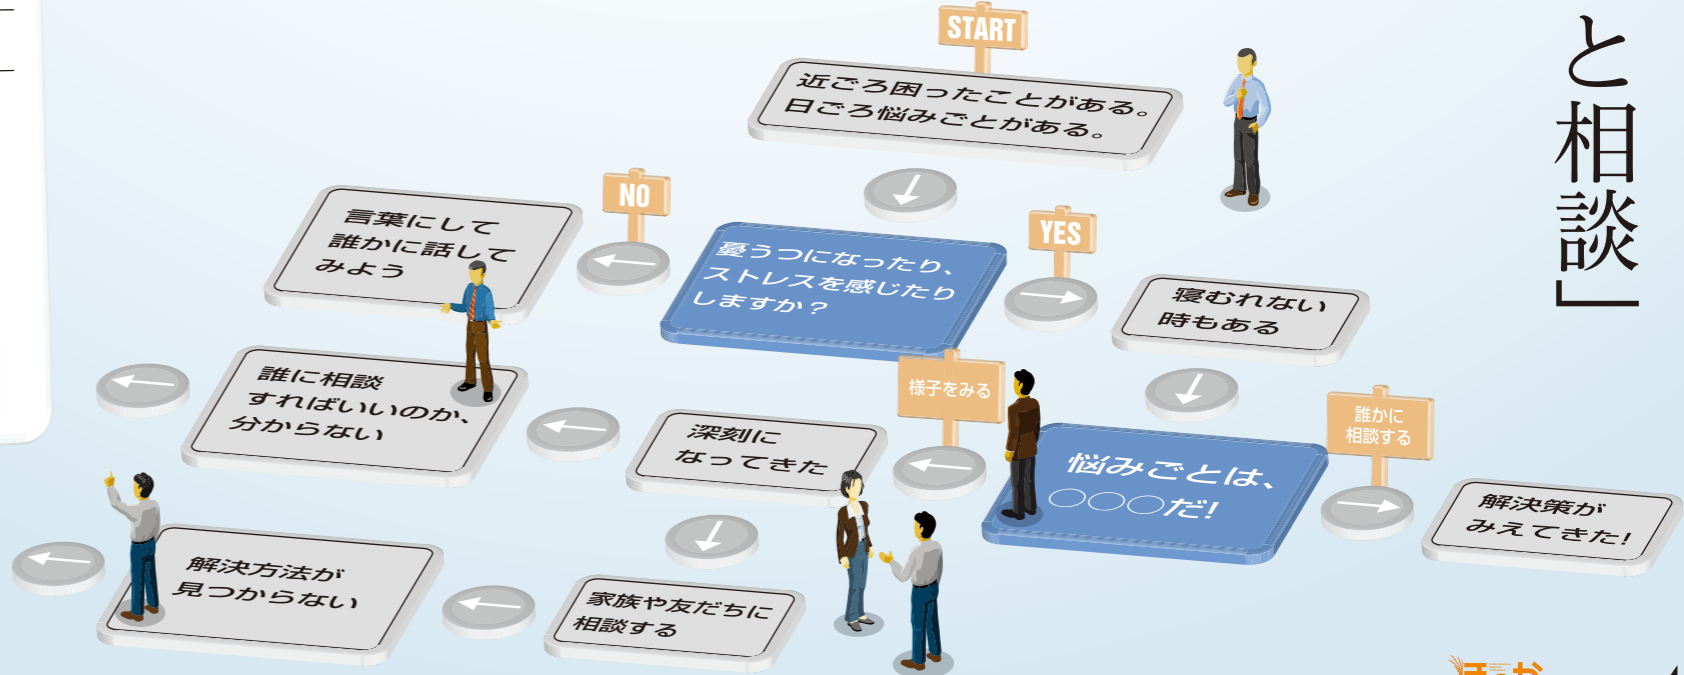 と相談」
START
近ごろ困ったことがある。
日ごろ悩みごとがある。
NO
言葉にして
誰かに話して
みよう
憂うつになったり、
ストレスを感じたり
しますか？
YES
寝むれない
時もある
誰に相談
すればいいのか、
分からない
深刻に
なってきた
様子をみる
悩みごとは、
○○○だ!
誰かに
相談する
解決策が
みえてきた!
解決方法が
見つからない
家族や友だちに
相談する